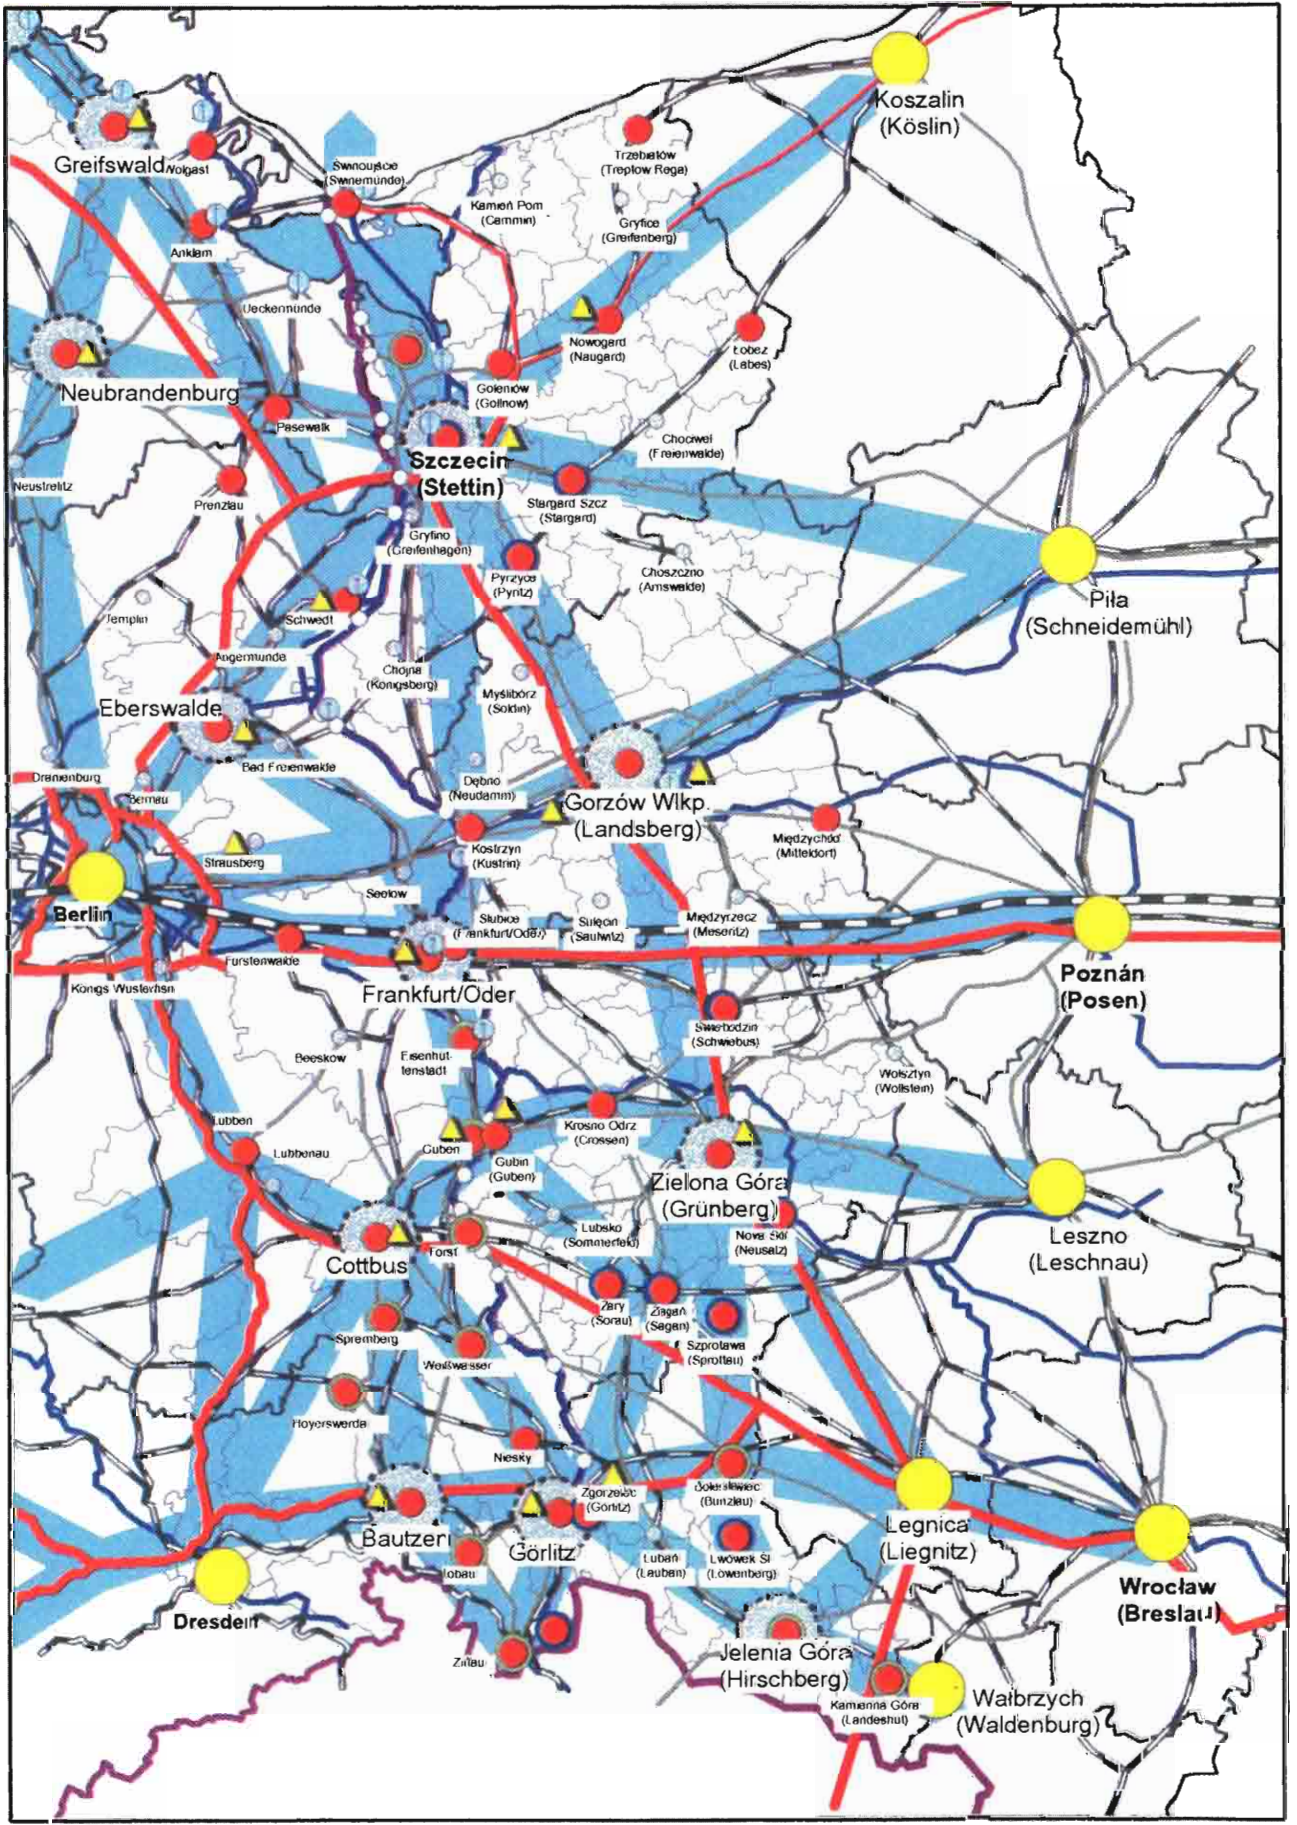 Koszalin
(Köslin)
Trzebiatów
(Treptow Rega)
Greifswald
Wolgast
Świnoujście
(Swinemünde)
Kamień Pom
(Cammin)
Gryfice
(Greifenberg)
Anklam
Ueckermünde
Nowogard
(Naugard)
Łobez
(Labes)
Neubrandenburg
Goleniów
(Gollnow)
Pasewalk
Chociwel
(Freienwalde)
Szczecin
(Stettin)
Neustrelitz
Prenzlau
Stargard Szcz
(Stargard)
Gryfino
(Greifenhagen)
Pyrzyce
(Pyritz)
Choszczno
(Arnswalde)
Piła
(Schneidemühl)
Templin
Schwedt
Angermünde
Chojna
(Königsberg)
Myślibórz
(Soldin)
Eberswalde
Bad Freienwalde
Oranienburg
Bernau
Dębno
(Neudamm)
Gorzów Wlkp.
(Landsberg)
Międzychód
(Mitteldorf)
Strausberg
Kostrzyn
(Küstrin)
Seelow
Berlin
Słubice
(Frankfurt/Oder)
Sulęcin
(Saulwitz)
Międzyrzecz
(Meseritz)
Fürstenwalde
Königs Wusterhsn
Frankfurt/Oder
Poznán
(Posen)
Świebodzin
(Schwiebus)
Beeskow
Eisenhüt-
tenstadt
Wolsztyn
(Wollstein)
Lübben
Lübbenau
Guben
Gubin
(Guben)
Krosno Odrz
(Crossen)
Zielona Góra
(Grünberg)
Nova Sól
(Neusalz)
Leszno
(Leschnau)
Cottbus
Forst
Lubsko
(Sommerfeld)
Żary
(Sorau)
Żagań
(Sagan)
Szprotawa
(Sprottau)
Spremberg
Weißwasser
Hoyerswerda
Niesky
Zgorzelec
(Görlitz)
Bolesławiec
(Bunzlau)
Legnica
(Liegnitz)
Bautzen
Görlitz
Löbau
Lubań
(Lauban)
Lwówek Śl
(Löwenberg)
Wrocław
(Breslau)
Dresden
Zittau
Jelenia Góra
(Hirschberg)
Kamienna Góra
(Landeshut)
Wałbrzych
(Waldenburg)